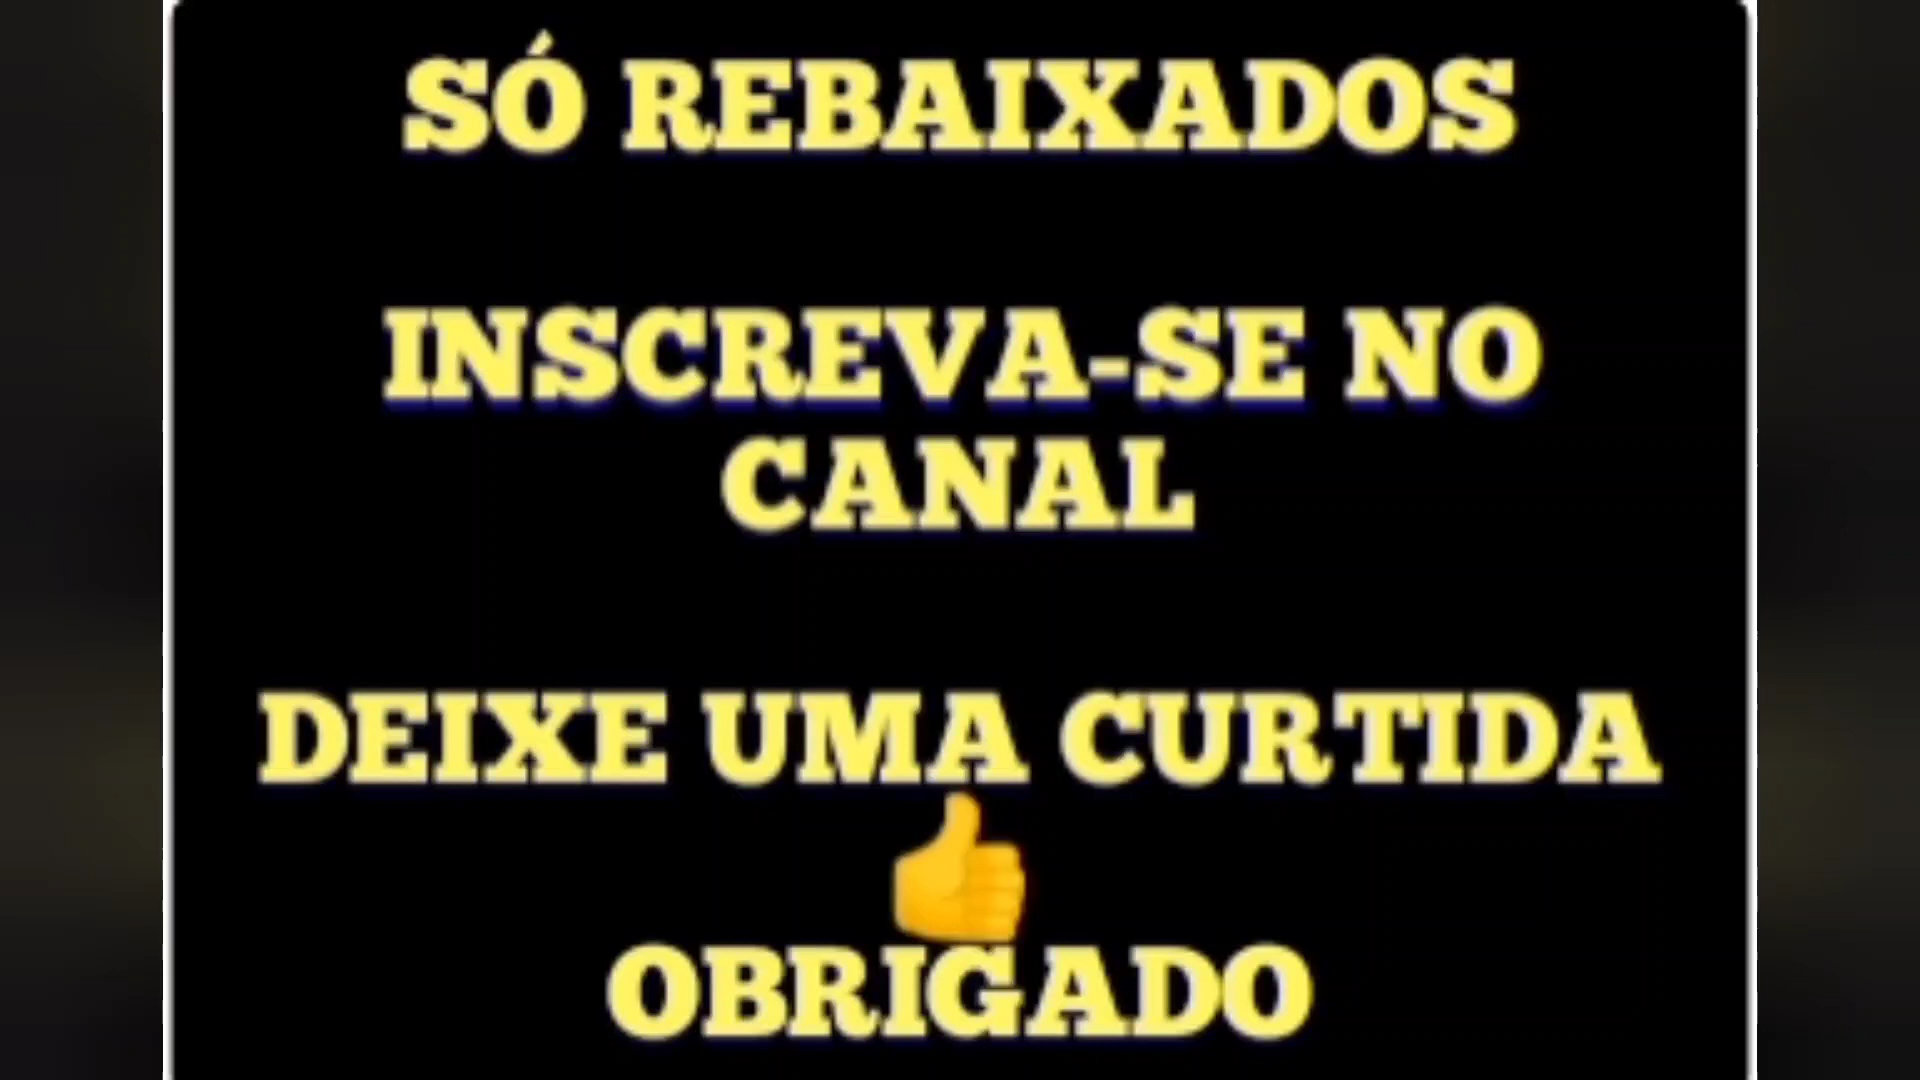 SÓ REBAIXADOS
INSCREVA-SE NO
CANAL
DEIXE UMA CURTIDA
👍
OBRIGADO